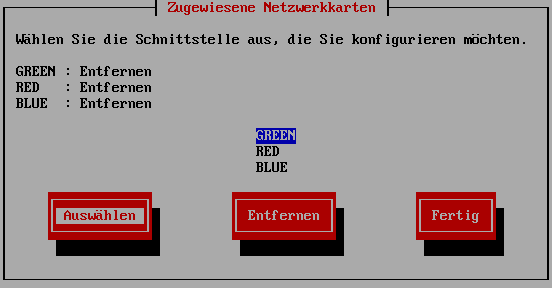 Zugewiesene Netzwerkkarten
Wählen Sie die Schnittstelle aus, die Sie konfigurieren möchten.
GREEN : Entfernen
RED : Entfernen
BLUE : Entfernen
GREEN
RED
BLUE
Auswählen Entfernen Fertig